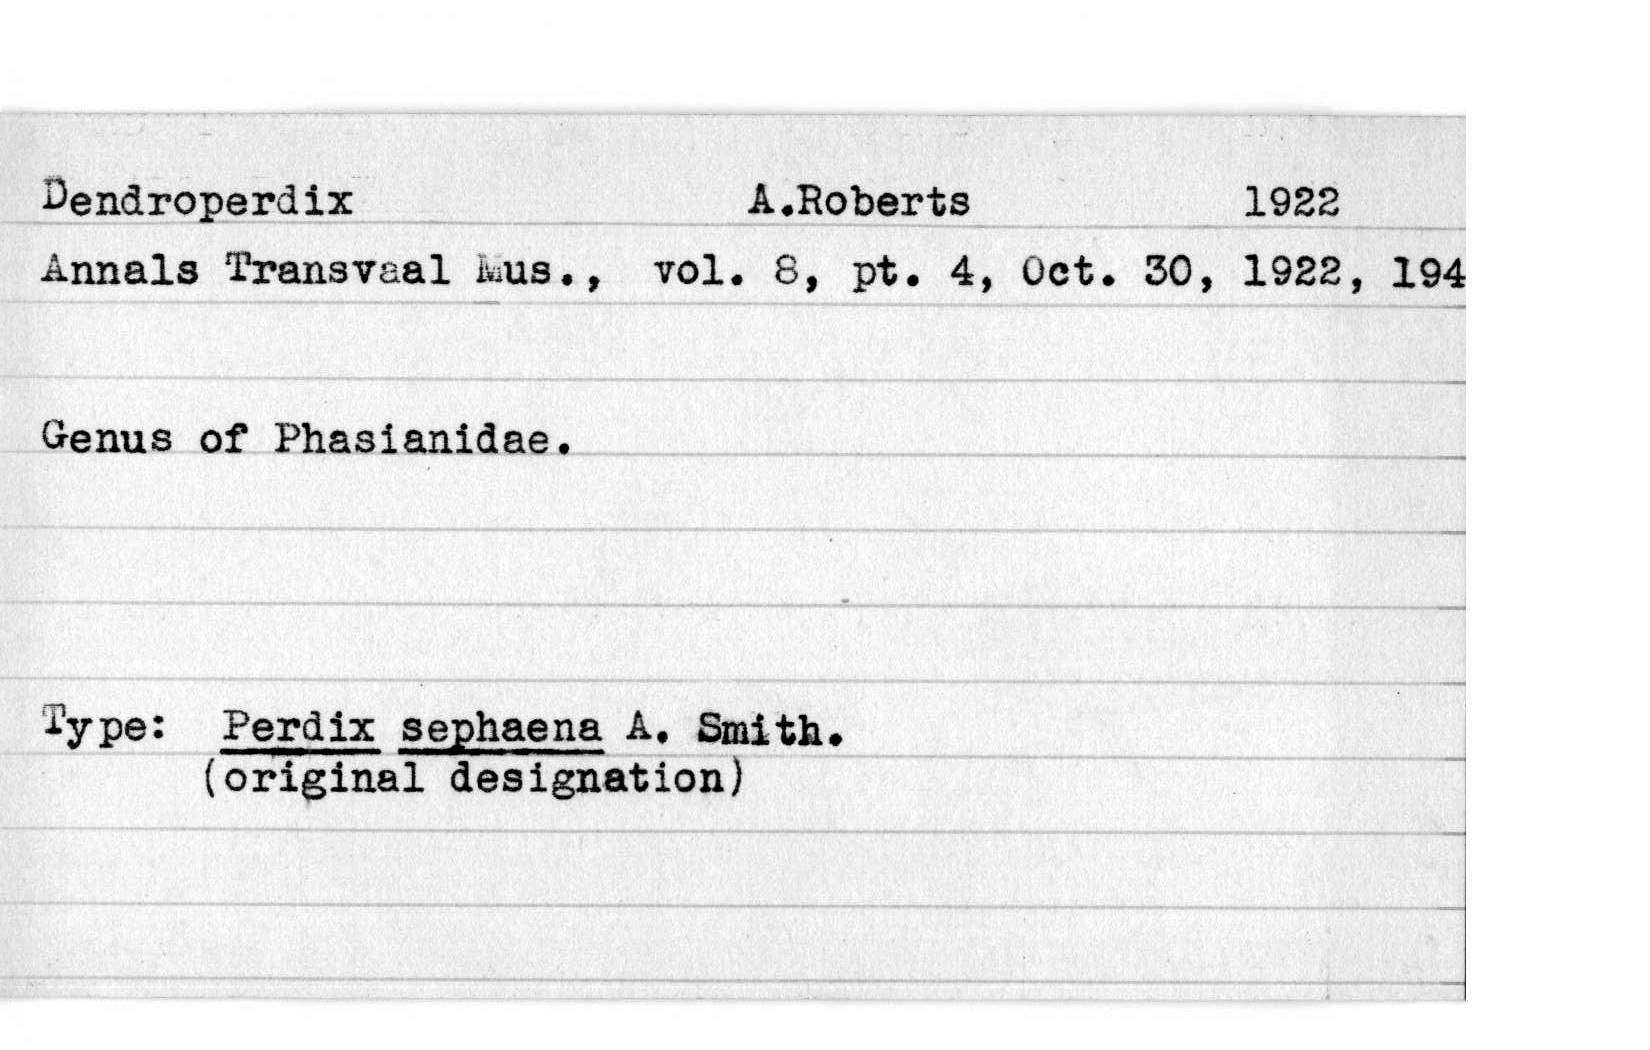 Dendroperdix A.Roberts 1922
Annals Transvaal Mus., vol. 8, pt. 4, Oct. 30, 1922, 194
Genus of Phasianidae.
Type: Perdix sephaena A. Smith.
(original designation)